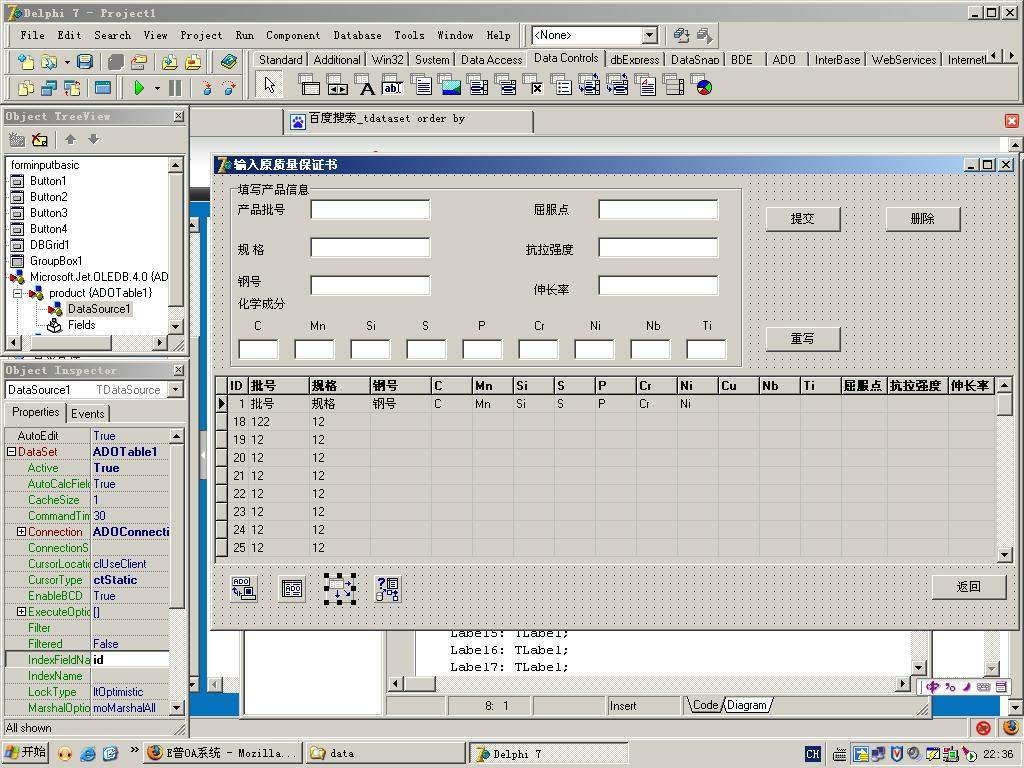 Delphi 7 - Project1
File Edit Search View Project Run Component Database Tools Window Help
<None>
Standard Additional Win32 System Data Access Data Controls dbExpress DataSnap BDE ADO InterBase WebServices Internet
Object TreeView
百度搜索_tdataset order by
forminputbasic
Button1
Button2
Button3
Button4
DBGrid1
GroupBox1
Microsoft.Jet.OLEDB.4.0 {AD
product {ADOTable1}
DataSource1
Fields
输入原质量保证书
填写产品信息
产品批号
屈服点
提交
删除
规 格
抗拉强度
钢号
伸长率
化学成分
C Mn Si S P Cr Ni Nb Ti
重写
ID 批号 规格 钢号 C Mn Si S P Cr Ni Cu Nb Ti 屈服点 抗拉强度 伸长率
1 批号 规格 钢号 C Mn Si S P Cr Ni
18 122 12
19 12 12
20 12 12
21 12 12
22 12 12
23 12 12
24 12 12
25 12 12
ADO
返回
Object Inspector
DataSource1 TDataSource
Properties Events
AutoEdit True
DataSet ADOTable1
Active True
AutoCalcField True
CacheSize 1
CommandTim 30
Connection ADOConnecti
ConnectionS
CursorLocatio clUseClient
CursorType ctStatic
EnableBCD True
ExecuteOptio []
Filter
Filtered False
IndexFieldNa id
IndexName
LockType ltOptimistic
MarshalOptio moMarshalAll
All shown
Label5: TLabel;
Label6: TLabel;
Label7: TLabel;
8: 1 Insert Code Diagram
开始 E普OA系统 - Mozilla... data Delphi 7 CH 22:36